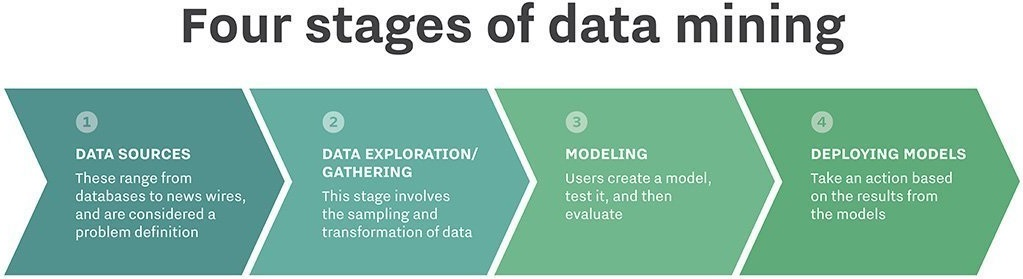 Four stages of data mining
1
DATA SOURCES
These range from
databases to news wires,
and are considered a
problem definition
2
DATA EXPLORATION/
GATHERING
This stage involves
the sampling and
transformation of data
3
MODELING
Users create a model,
test it, and then
evaluate
4
DEPLOYING MODELS
Take an action based
on the results from
the models